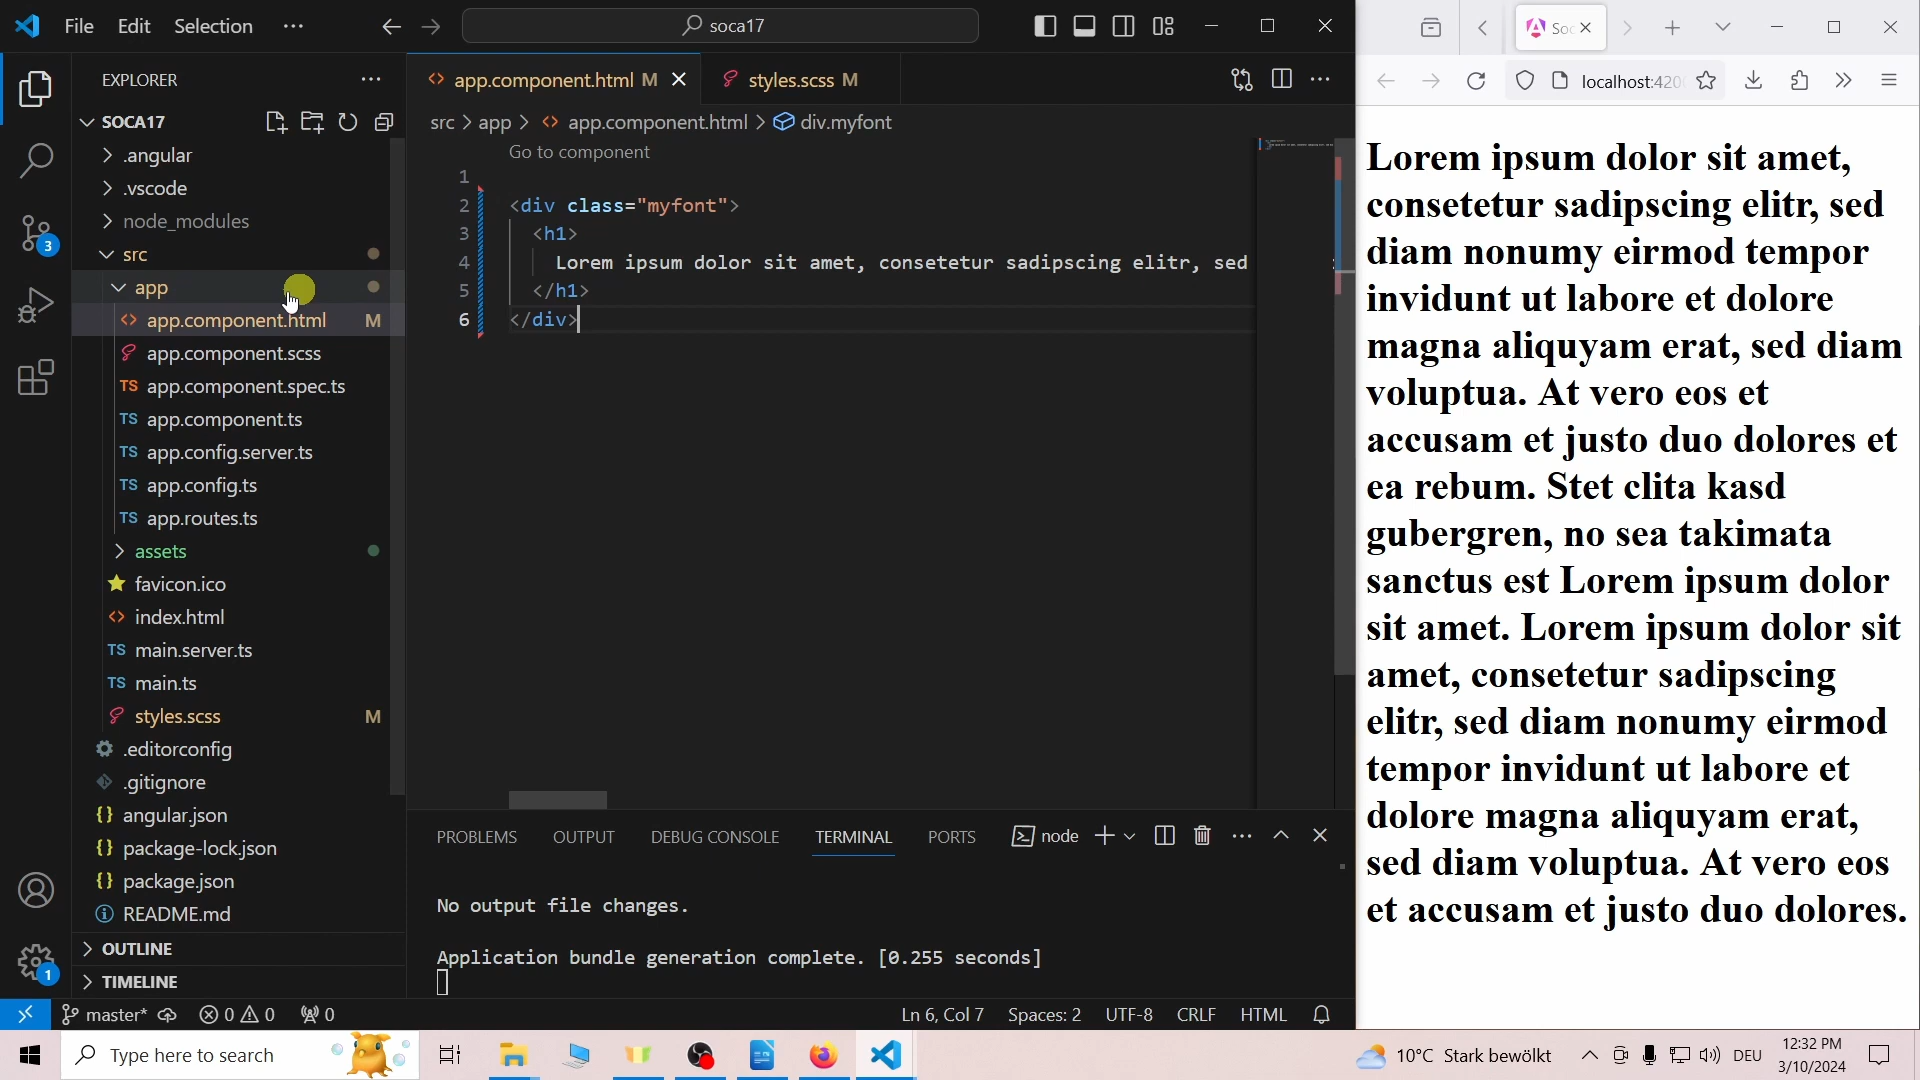 File Edit Selection ···
soca17
EXPLORER
SOCA17
.angular
.vscode
node_modules
src
app
app.component.html M
app.component.scss
app.component.spec.ts
app.component.ts
app.config.server.ts
app.config.ts
app.routes.ts
assets
favicon.ico
index.html
main.server.ts
main.ts
styles.scss M
.editorconfig
.gitignore
angular.json
package-lock.json
package.json
README.md
OUTLINE
TIMELINE
3
1
app.component.html M
styles.scss M
src > app > app.component.html > div.myfont
Go to component
1
2 <div class="myfont">
3 <h1>
4 Lorem ipsum dolor sit amet, consetetur sadipscing elitr, sed
5 </h1>
6 </div>
PROBLEMS OUTPUT DEBUG CONSOLE TERMINAL PORTS node
No output file changes.
Application bundle generation complete. [0.255 seconds]
master* 0 0 0 Ln 6, Col 7 Spaces: 2 UTF-8 CRLF HTML
Soc
localhost:420
Lorem ipsum dolor sit amet,
consetetur sadipscing elitr, sed
diam nonumy eirmod tempor
invidunt ut labore et dolore
magna aliquyam erat, sed diam
voluptua. At vero eos et
accusam et justo duo dolores et
ea rebum. Stet clita kasd
gubergren, no sea takimata
sanctus est Lorem ipsum dolor
sit amet. Lorem ipsum dolor sit
amet, consetetur sadipscing
elitr, sed diam nonumy eirmod
tempor invidunt ut labore et
dolore magna aliquyam erat,
sed diam voluptua. At vero eos
et accusam et justo duo dolores.
Type here to search
10°C Stark bewölkt
DEU
12:32 PM
3/10/2024